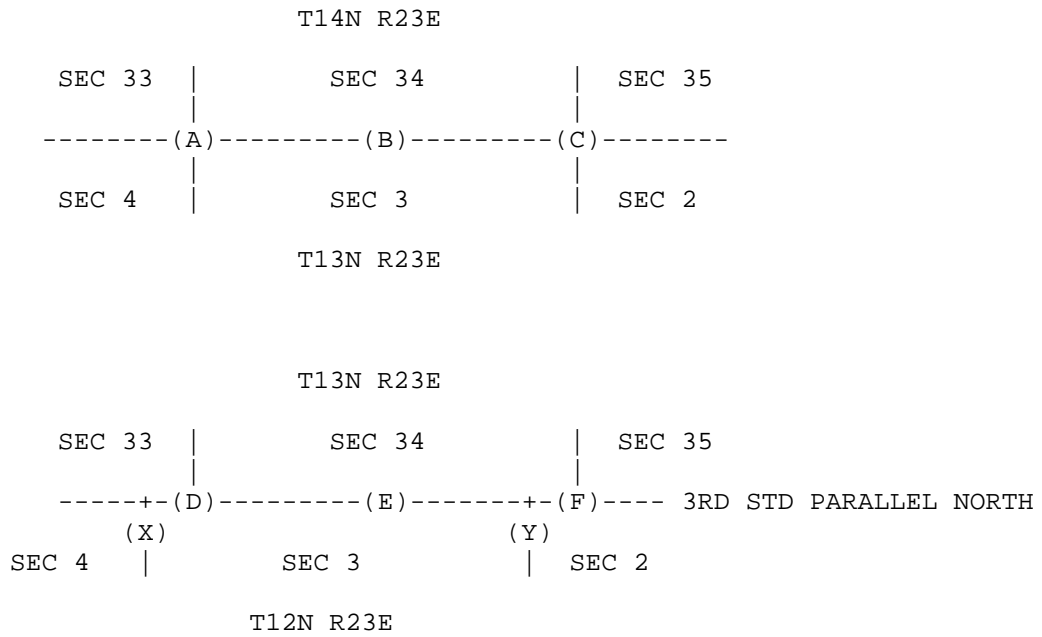 T14N R23E
SEC 33 | SEC 34 | SEC 35
| |
--------(A)---------(B)---------(C)--------
| |
SEC 4 | SEC 3 | SEC 2
T13N R23E
T13N R23E
SEC 33 | SEC 34 | SEC 35
| |
-----+-(D)---------(E)-------+-(F)---- 3RD STD PARALLEL NORTH
(X) (Y)
SEC 4 | SEC 3 | SEC 2
T12N R23E